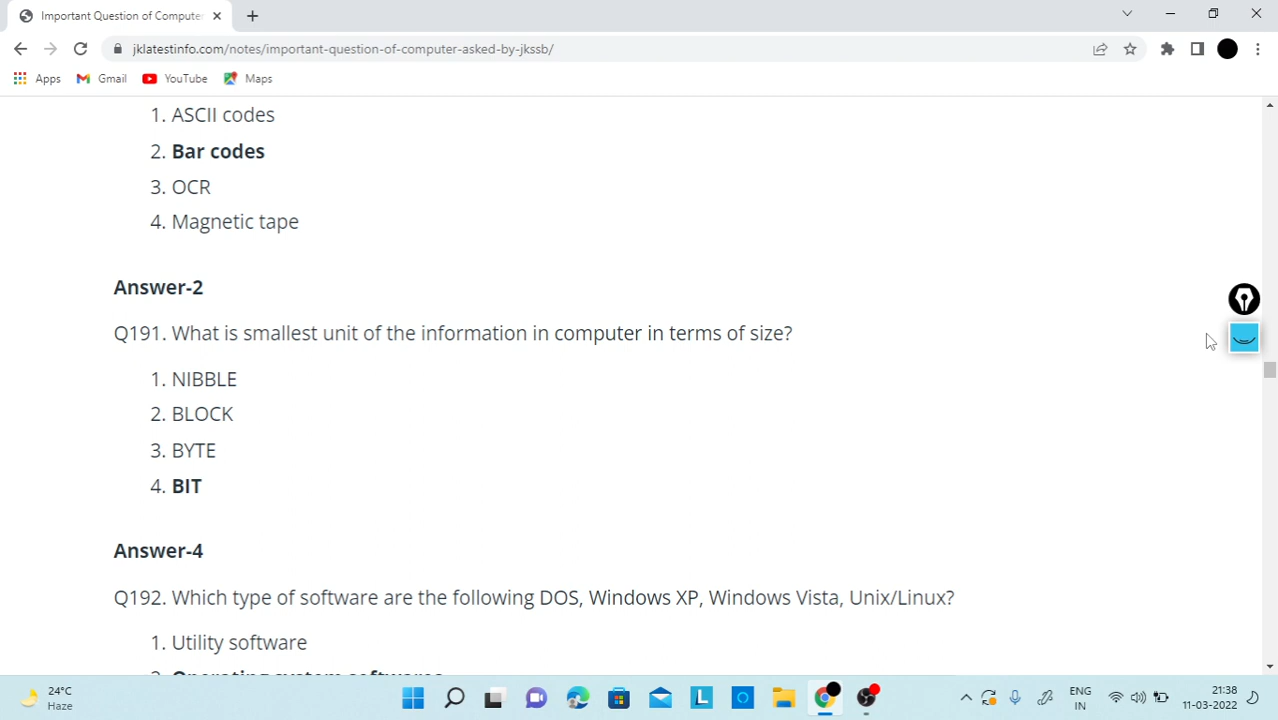 Important Question of Compute
jklatestinfo.com/notes/important-question-of-computer-asked-by-jkssb/
Apps
Gmail
YouTube
Maps
1. ASCII codes
2. Bar codes
3. OCR
4. Magnetic tape
Answer-2
Q191. What is smallest unit of the information in computer in terms of size?
1. NIBBLE
2. BLOCK
3. BYTE
4. BIT
Answer-4
Q192. Which type of software are the following DOS, Windows XP, Windows Vista, Unix/Linux?
1. Utility software
2. Operating system softwares
24°C
Haze
L
ENG
IN
21:38
11-03-2022